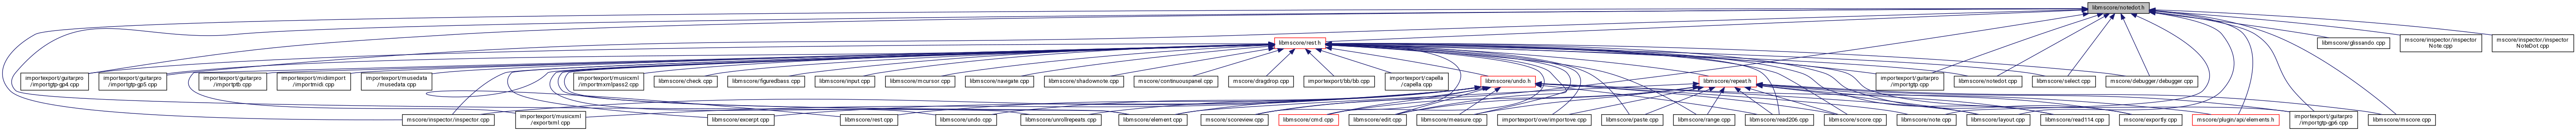 libmscore/notedot.h
libmscore/rest.h
libmscore/glissando.cpp
mscore/inspector/inspector
Note.cpp
mscore/inspector/inspector
NoteDot.cpp
importexport/guitarpro
/importgtp-gp4.cpp
importexport/guitarpro
/importgtp-gp5.cpp
importexport/guitarpro
/importptb.cpp
importexport/midiimport
/importmidi.cpp
importexport/musedata
/musedata.cpp
importexport/musicxml
/importmxmlpass2.cpp
libmscore/check.cpp
libmscore/figuredbass.cpp
libmscore/input.cpp
libmscore/mcursor.cpp
libmscore/navigate.cpp
libmscore/shadownote.cpp
mscore/continuouspanel.cpp
mscore/dragdrop.cpp
importexport/bb/bb.cpp
importexport/capella
/capella.cpp
libmscore/undo.h
libmscore/repeat.h
importexport/guitarpro
/importgtp.cpp
libmscore/notedot.cpp
libmscore/select.cpp
mscore/debugger/debugger.cpp
mscore/inspector/inspector.cpp
importexport/musicxml
/exportxml.cpp
libmscore/excerpt.cpp
libmscore/rest.cpp
libmscore/undo.cpp
libmscore/unrollrepeats.cpp
libmscore/element.cpp
mscore/scoreview.cpp
libmscore/cmd.cpp
libmscore/edit.cpp
libmscore/measure.cpp
importexport/ove/importove.cpp
libmscore/paste.cpp
libmscore/range.cpp
libmscore/read206.cpp
libmscore/score.cpp
libmscore/note.cpp
libmscore/layout.cpp
libmscore/read114.cpp
mscore/exportly.cpp
mscore/plugin/api/elements.h
importexport/guitarpro
/importgtp-gp6.cpp
libmscore/mscore.cpp